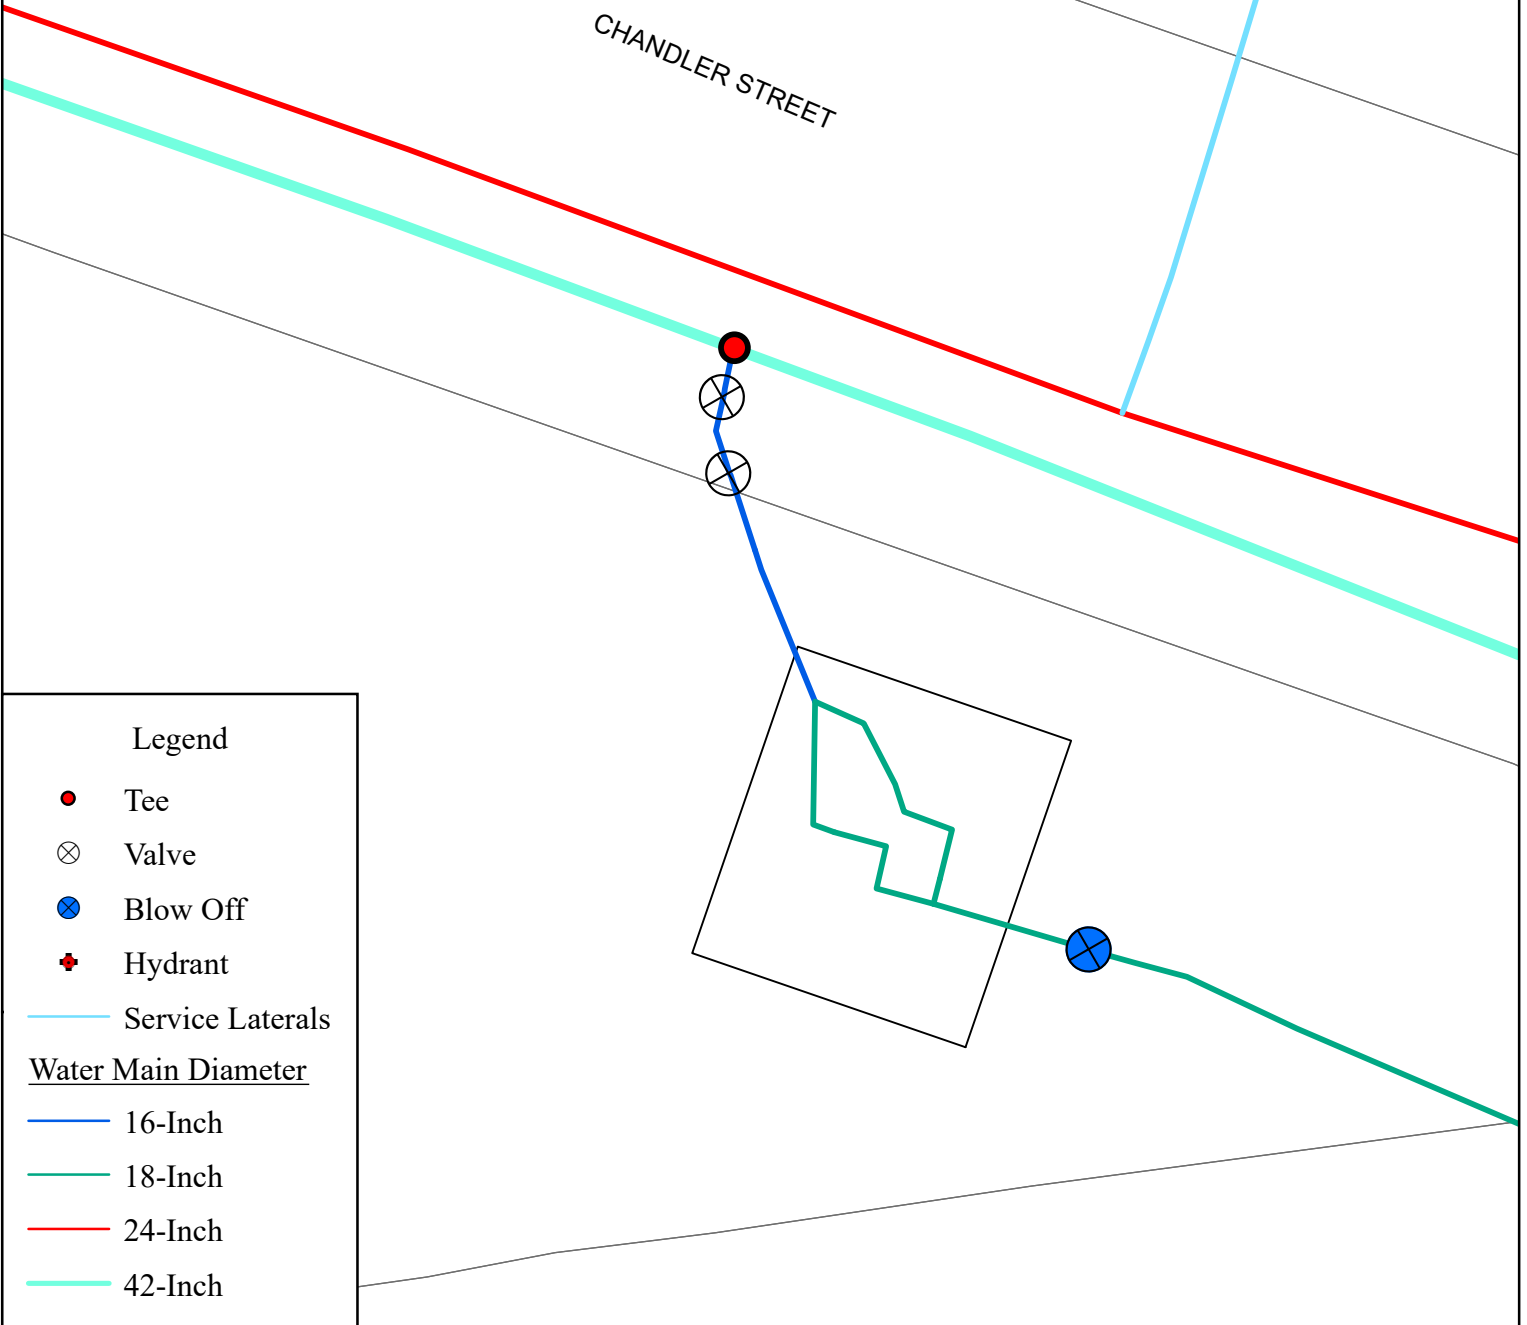 CHANDLER STREET
Legend
Tee
Valve
Blow Off
Hydrant
Service Laterals
Water Main Diameter
16-Inch
18-Inch
24-Inch
42-Inch